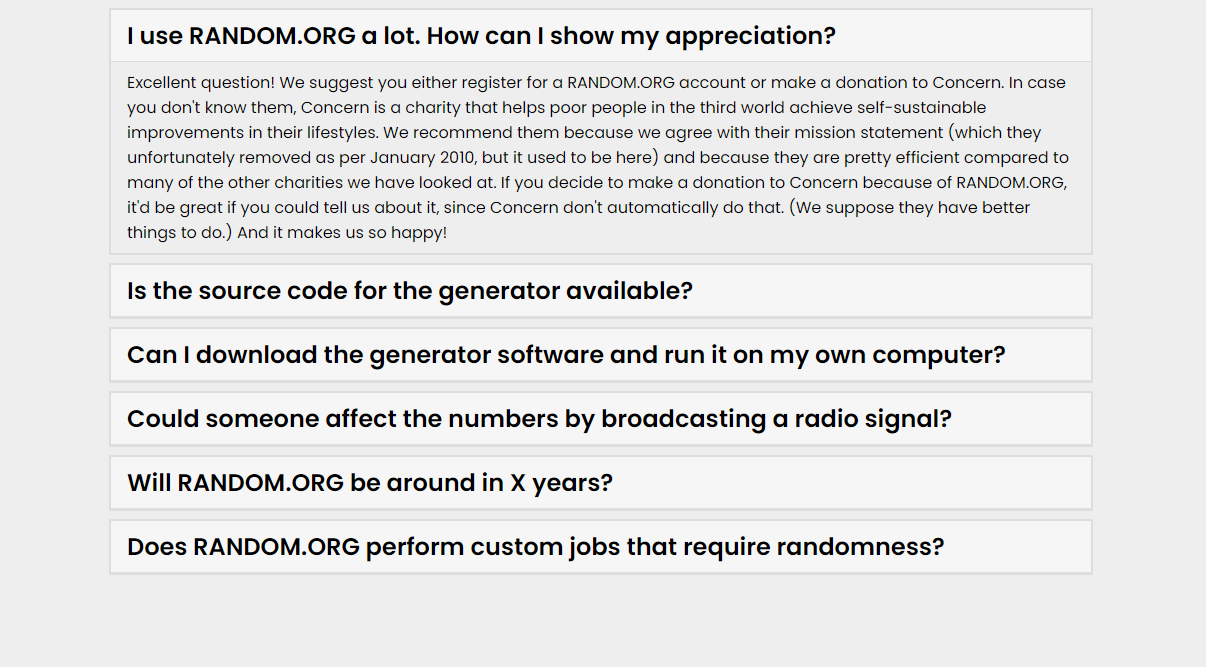 I use RANDOM.ORG a lot. How can I show my appreciation?
Excellent question! We suggest you either register for a RANDOM.ORG account or make a donation to Concern. In case
you don't know them, Concern is a charity that helps poor people in the third world achieve self-sustainable
improvements in their lifestyles. We recommend them because we agree with their mission statement (which they
unfortunately removed as per January 2010, but it used to be here) and because they are pretty efficient compared to
many of the other charities we have looked at. If you decide to make a donation to Concern because of RANDOM.ORG,
it'd be great if you could tell us about it, since Concern don't automatically do that. (We suppose they have better
things to do.) And it makes us so happy!
Is the source code for the generator available?
Can I download the generator software and run it on my own computer?
Could someone affect the numbers by broadcasting a radio signal?
Will RANDOM.ORG be around in X years?
Does RANDOM.ORG perform custom jobs that require randomness?